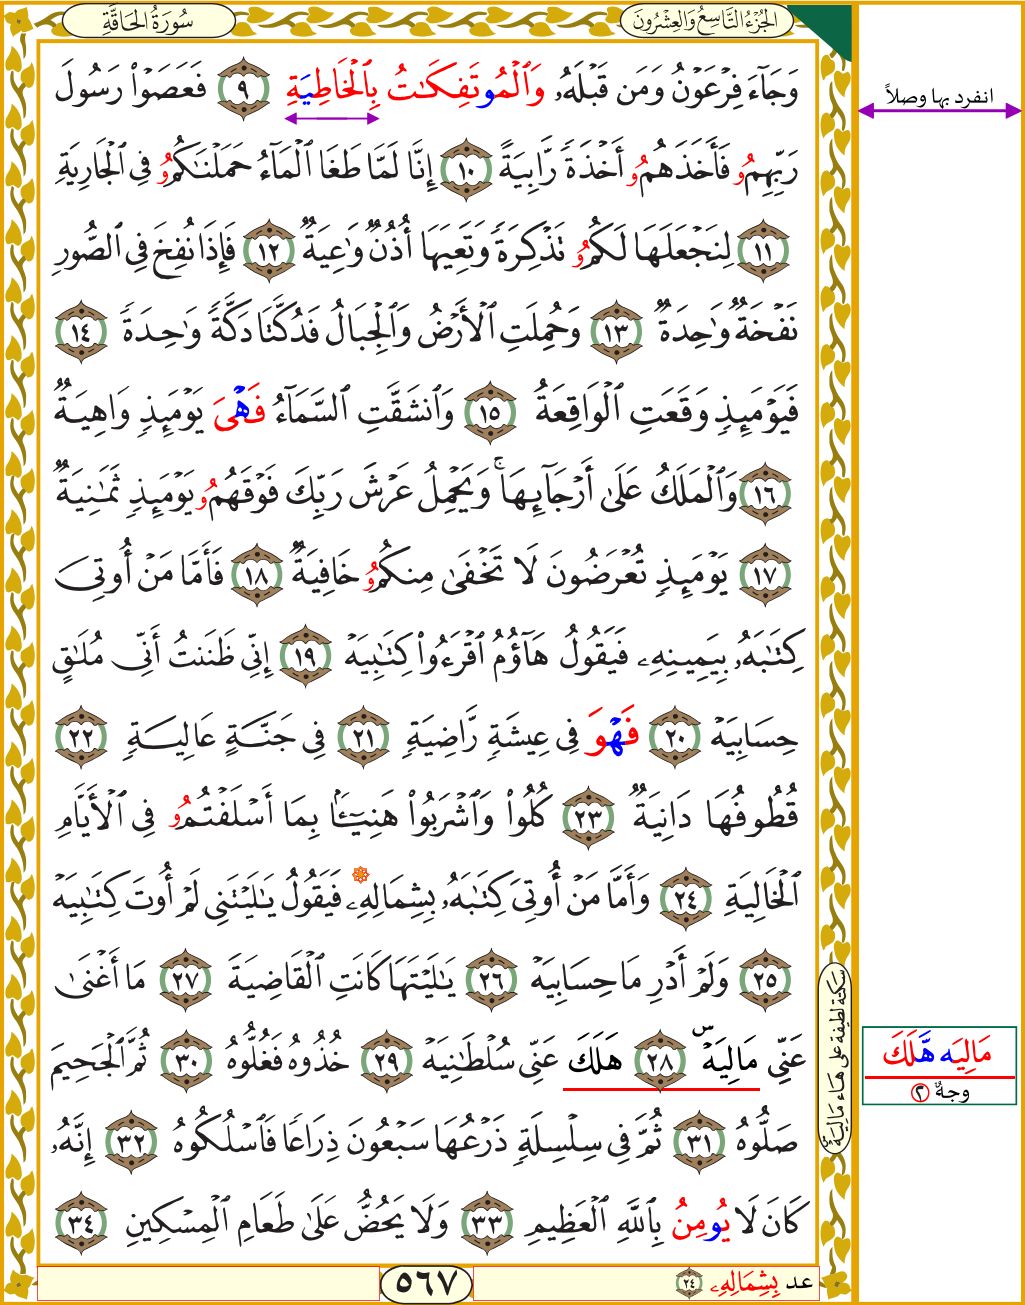 الجُزْءُ التَّاسِعُ وَالعِشْرُونَ
سُورَةُ الحَاقَّةِ
وَجَآءَ فِرْعَوْنُ وَمَن قَبْلَهُۥ وَٱلْمُوتَفِكَـٰتُ بِٱلْخَاطِيَةِ ٩ فَعَصَوْا۟ رَسُولَ
رَبِّهِمُۥ فَأَخَذَهُمُۥ أَخْذَةً رَّابِيَةً ١٠ إِنَّا لَمَّا طَغَا ٱلْمَآءُ حَمَلْنَـٰكُمُۥ فِى ٱلْجَارِيَةِ
١١ لِنَجْعَلَهَا لَكُمُۥ تَذْكِرَةً وَتَعِيَهَا أُذُنٌ وَٰعِيَةٌ ١٢ فَإِذَا نُفِخَ فِى ٱلصُّورِ
نَفْخَةٌ وَٰحِدَةٌ ١٣ وَحُمِلَتِ ٱلْأَرْضُ وَٱلْجِبَالُ فَدُكَّتَا دَكَّةً وَٰحِدَةً ١٤
فَيَوْمَئِذٍ وَقَعَتِ ٱلْوَاقِعَةُ ١٥ وَٱنشَقَّتِ ٱلسَّمَآءُ فَهْىَ يَوْمَئِذٍ وَاهِيَةٌ
١٦ وَٱلْمَلَكُ عَلَىٰ أَرْجَآئِهَاۚ وَيَحْمِلُ عَرْشَ رَبِّكَ فَوْقَهُمُۥ يَوْمَئِذٍ ثَمَـٰنِيَةٌ
١٧ يَوْمَئِذٍ تُعْرَضُونَ لَا تَخْفَىٰ مِنكُمُۥ خَافِيَةٌ ١٨ فَأَمَّا مَنْ أُوتِىَ
كِتَـٰبَهُۥ بِيَمِينِهِۦ فَيَقُولُ هَآؤُمُ ٱقْرَءُوا۟ كِتَـٰبِيَهْ ١٩ إِنِّى ظَنَنتُ أَنِّى مُلَـٰقٍ
حِسَابِيَهْ ٢٠ فَهْوَ فِى عِيشَةٍ رَّاضِيَةٍ ٢١ فِى جَنَّةٍ عَالِيَةٍ ٢٢
قُطُوفُهَا دَانِيَةٌ ٢٣ كُلُوا۟ وَٱشْرَبُوا۟ هَنِيٓـًٔا بِمَا أَسْلَفْتُمُۥ فِى ٱلْأَيَّامِ
ٱلْخَالِيَةِ ٢٤ وَأَمَّا مَنْ أُوتِىَ كِتَـٰبَهُۥ بِشِمَالِهِۦ فَيَقُولُ يَـٰلَيْتَنِى لَمْ أُوتَ كِتَـٰبِيَهْ
٢٥ وَلَمْ أَدْرِ مَا حِسَابِيَهْ ٢٦ يَـٰلَيْتَهَا كَانَتِ ٱلْقَاضِيَةَ ٢٧ مَا أَغْنَىٰ
عَنِّى مَالِيَهْۜ ٢٨ هَلَكَ عَنِّى سُلْطَـٰنِيَهْ ٢٩ خُذُوهُ فَغُلُّوهُ ٣٠ ثُمَّ ٱلْجَحِيمَ
صَلُّوهُ ٣١ ثُمَّ فِى سِلْسِلَةٍ ذَرْعُهَا سَبْعُونَ ذِرَاعًا فَٱسْلُكُوهُ ٣٢ إِنَّهُۥ
كَانَ لَا يُومِنُ بِٱللَّهِ ٱلْعَظِيمِ ٣٣ وَلَا يَحُضُّ عَلَىٰ طَعَامِ ٱلْمِسْكِينِ ٣٤
عد بِشِمَالِهِۦ ٢٤
٥٦٧
انفرد بها وصلاً
سكتة لطيفة على هاء مَالِيَهْۜ
مَالِيَه هَّلَكَ
وجهٌ ٢